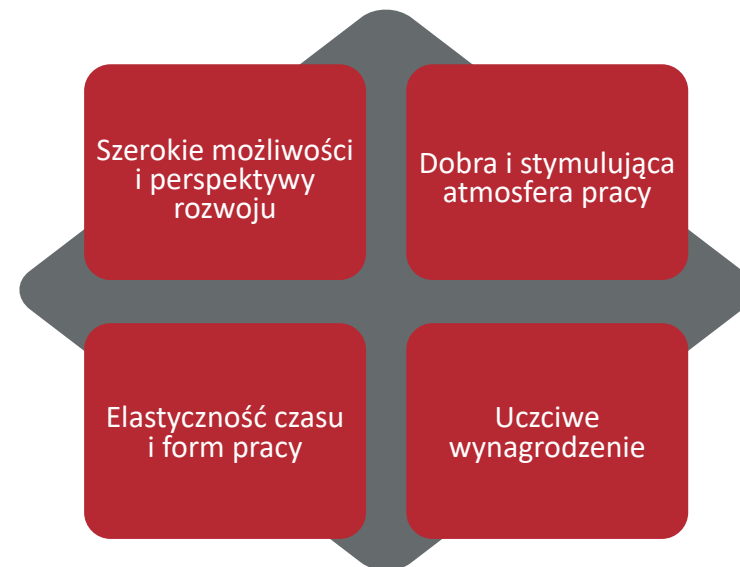 Szerokie możliwości
i perspektywy
rozwoju
Dobra i stymulująca
atmosfera pracy
Elastyczność czasu
i form pracy
Uczciwe
wynagrodzenie